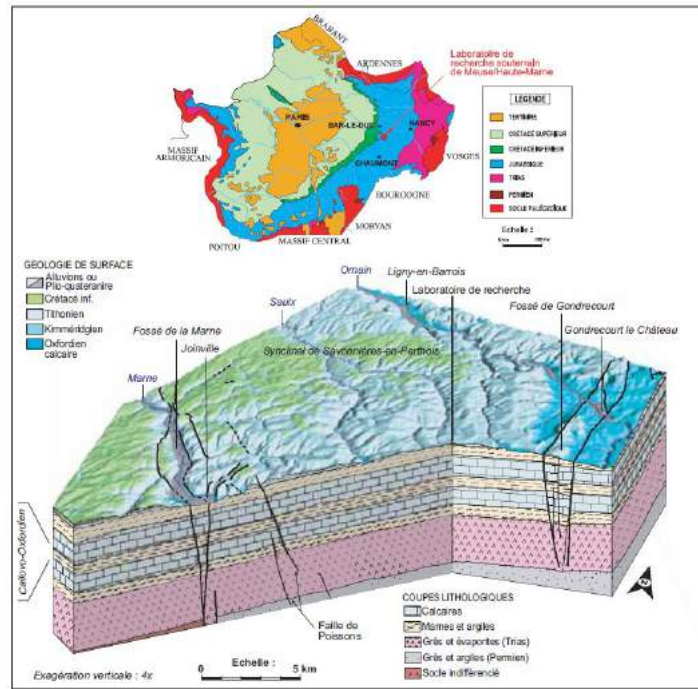 BRABANT
ARDENNES
Laboratoire de
recherche souterrain
de Meuse/Haute-Marne
PARIS
BAR-LE-DUC
NANCY
MASSIF
ARMORICAIN
CHAUMONT
VOSGES
BOURGOGNE
MORVAN
POITOU
MASSIF CENTRAL
LEGENDE
TERTIAIRE
CRÉTACÉ SUPÉRIEUR
CRÉTACÉ INFERIEUR
JURASSIQUE
TRIAS
PERMIEN
SOCLE PALÉOZOÏQUE
Echelle :
GEOLOGIE DE SURFACE
Alluvions ou
Plio-quaternaire
Crétacé inf.
Tithonien
Kimméridgien
Oxfordien
calcaire
Ornain
Ligny-en-Barrois
Laboratoire de recherche
Saulx
Fossé de Gondrecourt
Fossé de la Marne
Gondrecourt le Château
Joinville
Synclinal de Savonnières-en-Perthois
Marne
Callovo-Oxfordien
Faille de
Poissons
N
COUPES LITHOLOGIQUES
Calcaires
Marnes et argiles
Grès et évaporites (Trias)
Grès et argiles (Permien)
Socle indifférencié
Exagération verticale : 4x
Echelle :
0 5 km